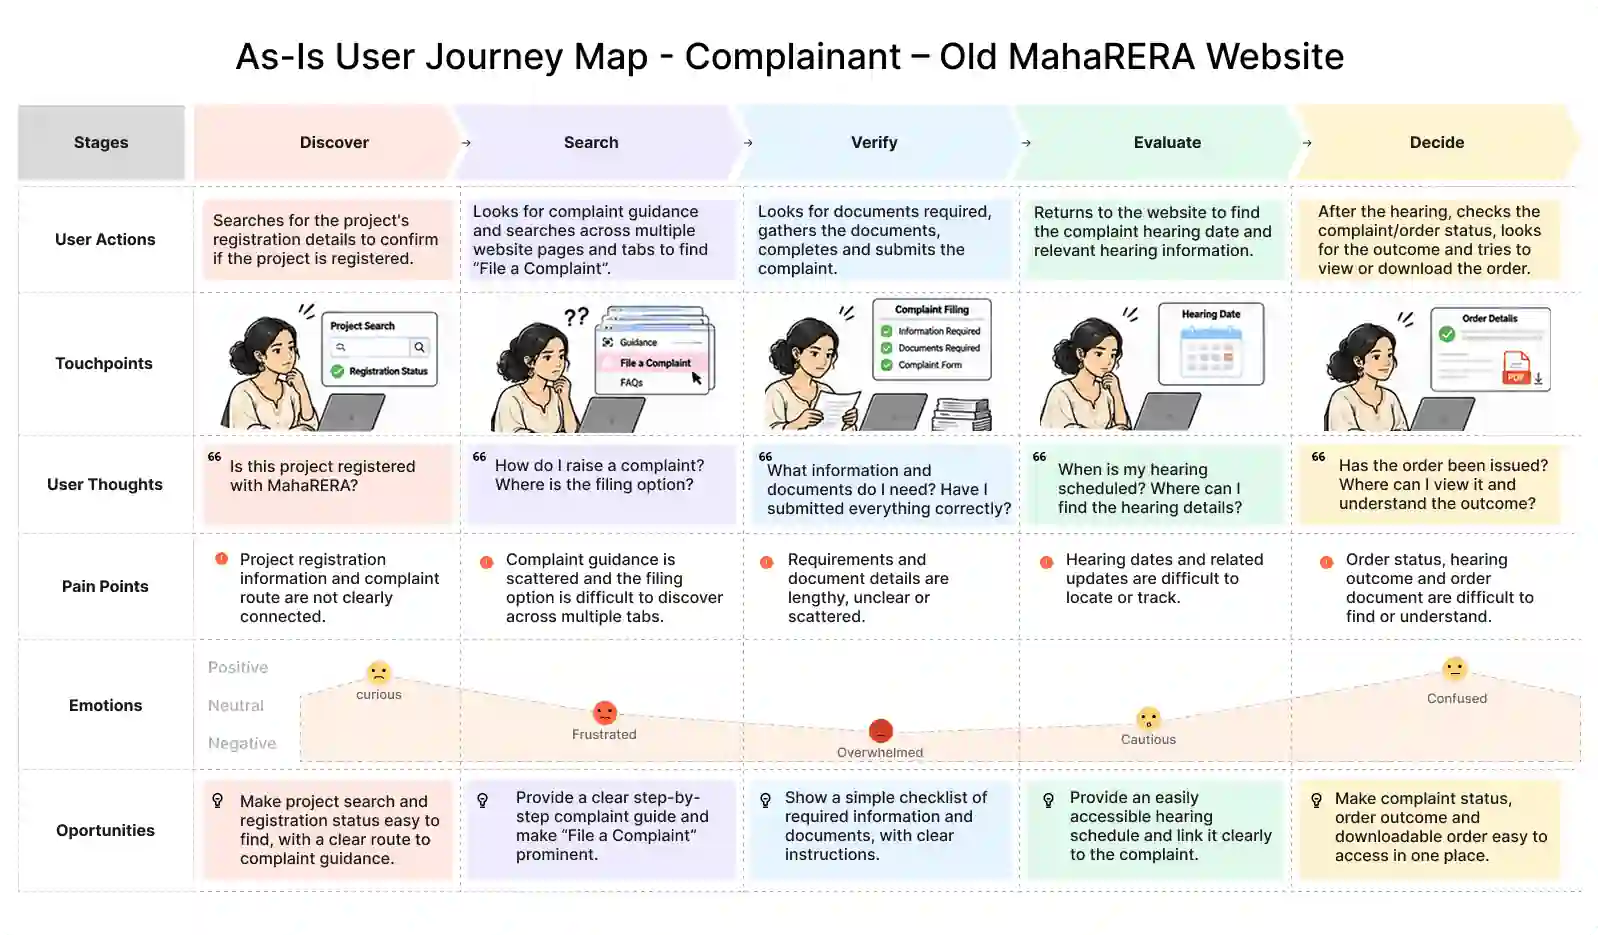 As-Is User Journey Map - Complainant – Old MahaRERA Website
Stages
Discover
→
Search
→
Verify
→
Evaluate
→
Decide
User Actions
Searches for the project's
registration details to confirm
if the project is registered.
Looks for complaint guidance
and searches across multiple
website pages and tabs to find
“File a Complaint”.
Looks for documents required,
gathers the documents,
completes and submits the
complaint.
Returns to the website to find
the complaint hearing date and
relevant hearing information.
After the hearing, checks the
complaint/order status, looks
for the outcome and tries to
view or download the order.
Touchpoints
Project Search
Registration Status
??
Guidance
File a Complaint
FAQs
Complaint Filing
Information Required
Documents Required
Complaint Form
Hearing Date
Order Details
PDF
User Thoughts
“ Is this project registered
with MahaRERA?
“ How do I raise a complaint?
Where is the filing option?
“ What information and
documents do I need? Have I
submitted everything correctly?
“ When is my hearing
scheduled? Where can I
find the hearing details?
“ Has the order been issued?
Where can I view it and
understand the outcome?
Pain Points
Project registration
information and complaint
route are not clearly
connected.
Complaint guidance is
scattered and the filing
option is difficult to discover
across multiple tabs.
Requirements and
document details are
lengthy, unclear or
scattered.
Hearing dates and related
updates are difficult to
locate or track.
Order status, hearing
outcome and order
document are difficult to
find or understand.
Emotions
Positive
Neutral
Negative
curious
Frustrated
Overwhelmed
Cautious
Confused
Oportunities
Make project search and
registration status easy to
find, with a clear route to
complaint guidance.
Provide a clear step-by-
step complaint guide and
make “File a Complaint”
prominent.
Show a simple checklist of
required information and
documents, with clear
instructions.
Provide an easily
accessible hearing
schedule and link it clearly
to the complaint.
Make complaint status,
order outcome and
downloadable order easy to
access in one place.